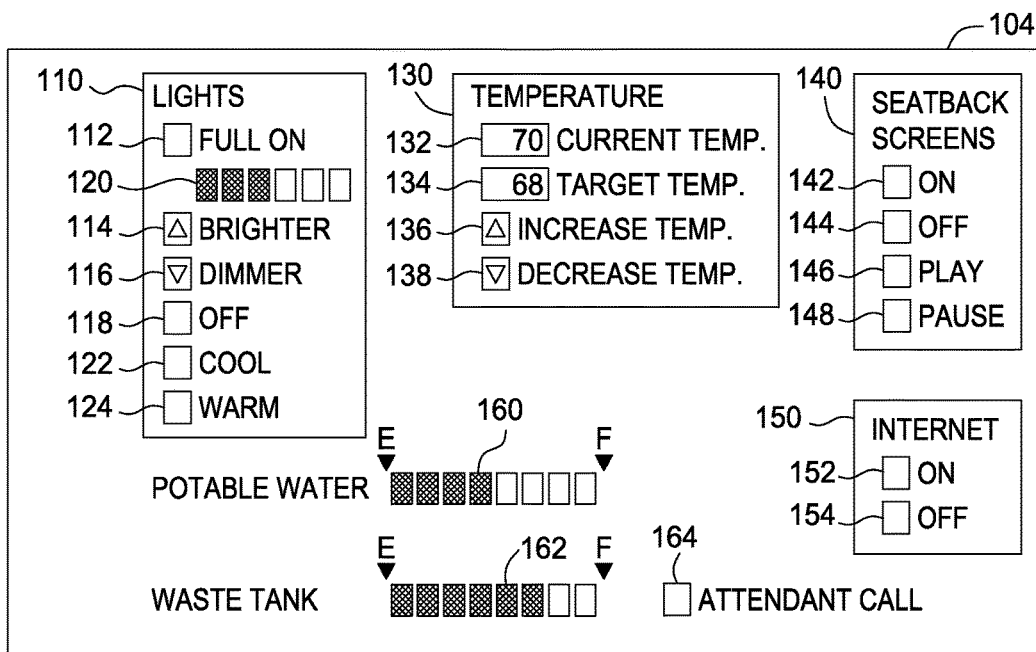 104
110
LIGHTS
112
FULL ON
120
114
BRIGHTER
116
DIMMER
118
OFF
122
COOL
124
WARM
130
TEMPERATURE
132
70 CURRENT TEMP.
134
68 TARGET TEMP.
136
INCREASE TEMP.
138
DECREASE TEMP.
140
SEATBACK
SCREENS
142
ON
144
OFF
146
PLAY
148
PAUSE
150
INTERNET
152
ON
154
OFF
160
E F
POTABLE WATER
162
E F
WASTE TANK
164
ATTENDANT CALL